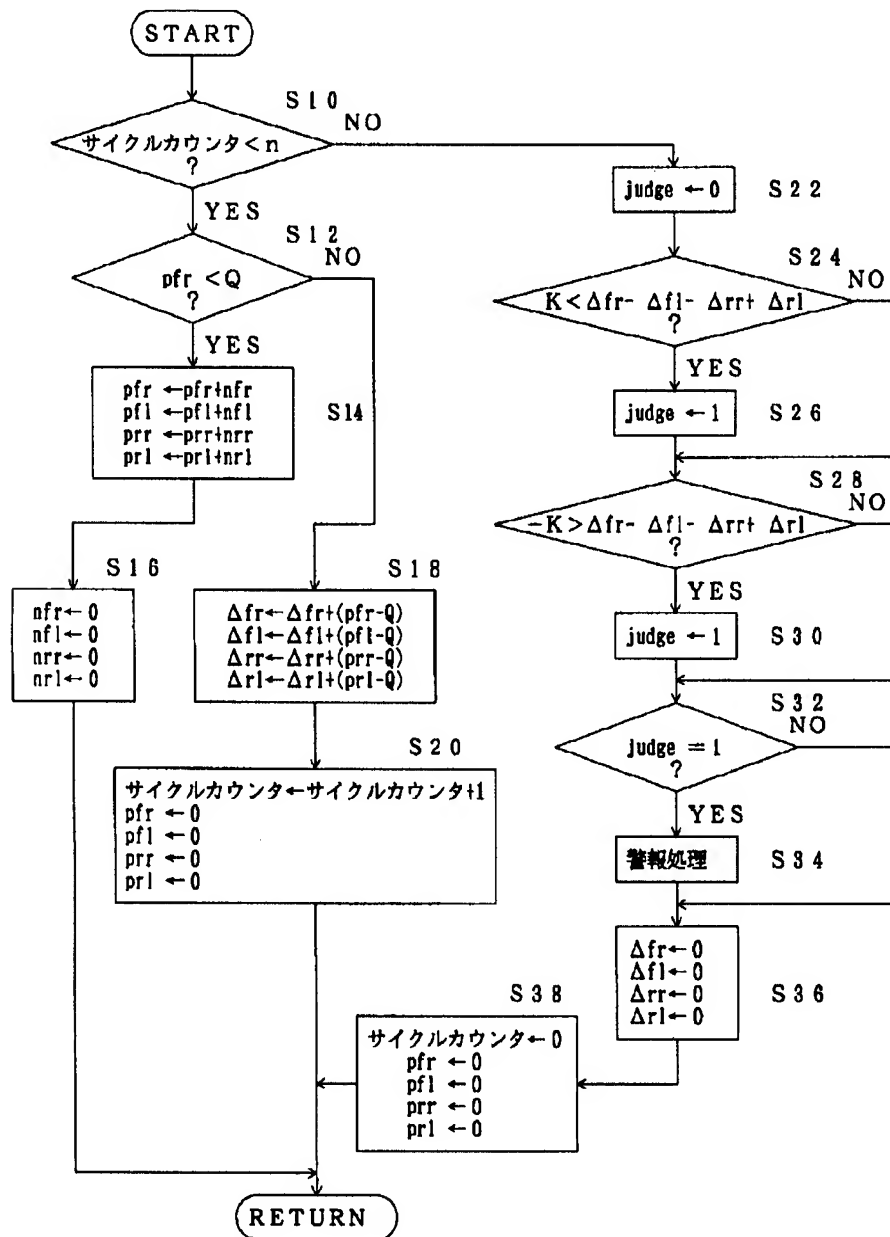 START
S10
サイクルカウンタ<n
?
NO
YES
S12
pfr <Q
?
NO
YES
pfr ←pfr+nfr
pfl ←pfl+nfl
prr ←prr+nrr
prl ←prl+nrl
S14
S16
nfr←0
nfl←0
nrr←0
nrl←0
S18
Δfr←Δfr+(pfr-Q)
Δfl←Δfl+(pfl-Q)
Δrr←Δrr+(prr-Q)
Δrl←Δrl+(prl-Q)
S20
サイクルカウンタ←サイクルカウンタ+1
pfr ←0
pfl ←0
prr ←0
prl ←0
judge ←0
S22
S24
K<Δfr- Δfl- Δrr+ Δrl
?
NO
YES
judge ←1
S26
S28
-K>Δfr- Δfl- Δrr+ Δrl
?
NO
YES
judge ←1
S30
S32
judge =1
?
NO
YES
警報処理
S34
Δfr←0
Δfl←0
Δrr←0
Δrl←0
S36
S38
サイクルカウンタ←0
pfr ←0
pfl ←0
prr ←0
prl ←0
RETURN